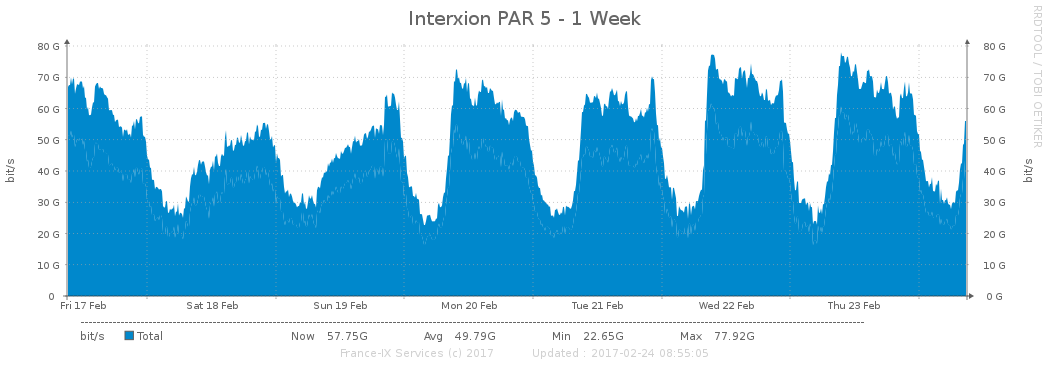 Interxion PAR 5 - 1 Week
RRDTOOL / TOBI OETIKER
80 G 80 G
70 G 70 G
60 G 60 G
50 G 50 G
40 G 40 G
30 G 30 G
20 G 20 G
10 G 10 G
0 0 G
bit/s bit/s
Fri 17 Feb Sat 18 Feb Sun 19 Feb Mon 20 Feb Tue 21 Feb Wed 22 Feb Thu 23 Feb
bit/s Total Now 57.75G Avg 49.79G Min 22.65G Max 77.92G
France-IX Services (c) 2017 Updated : 2017-02-24 08:55:05